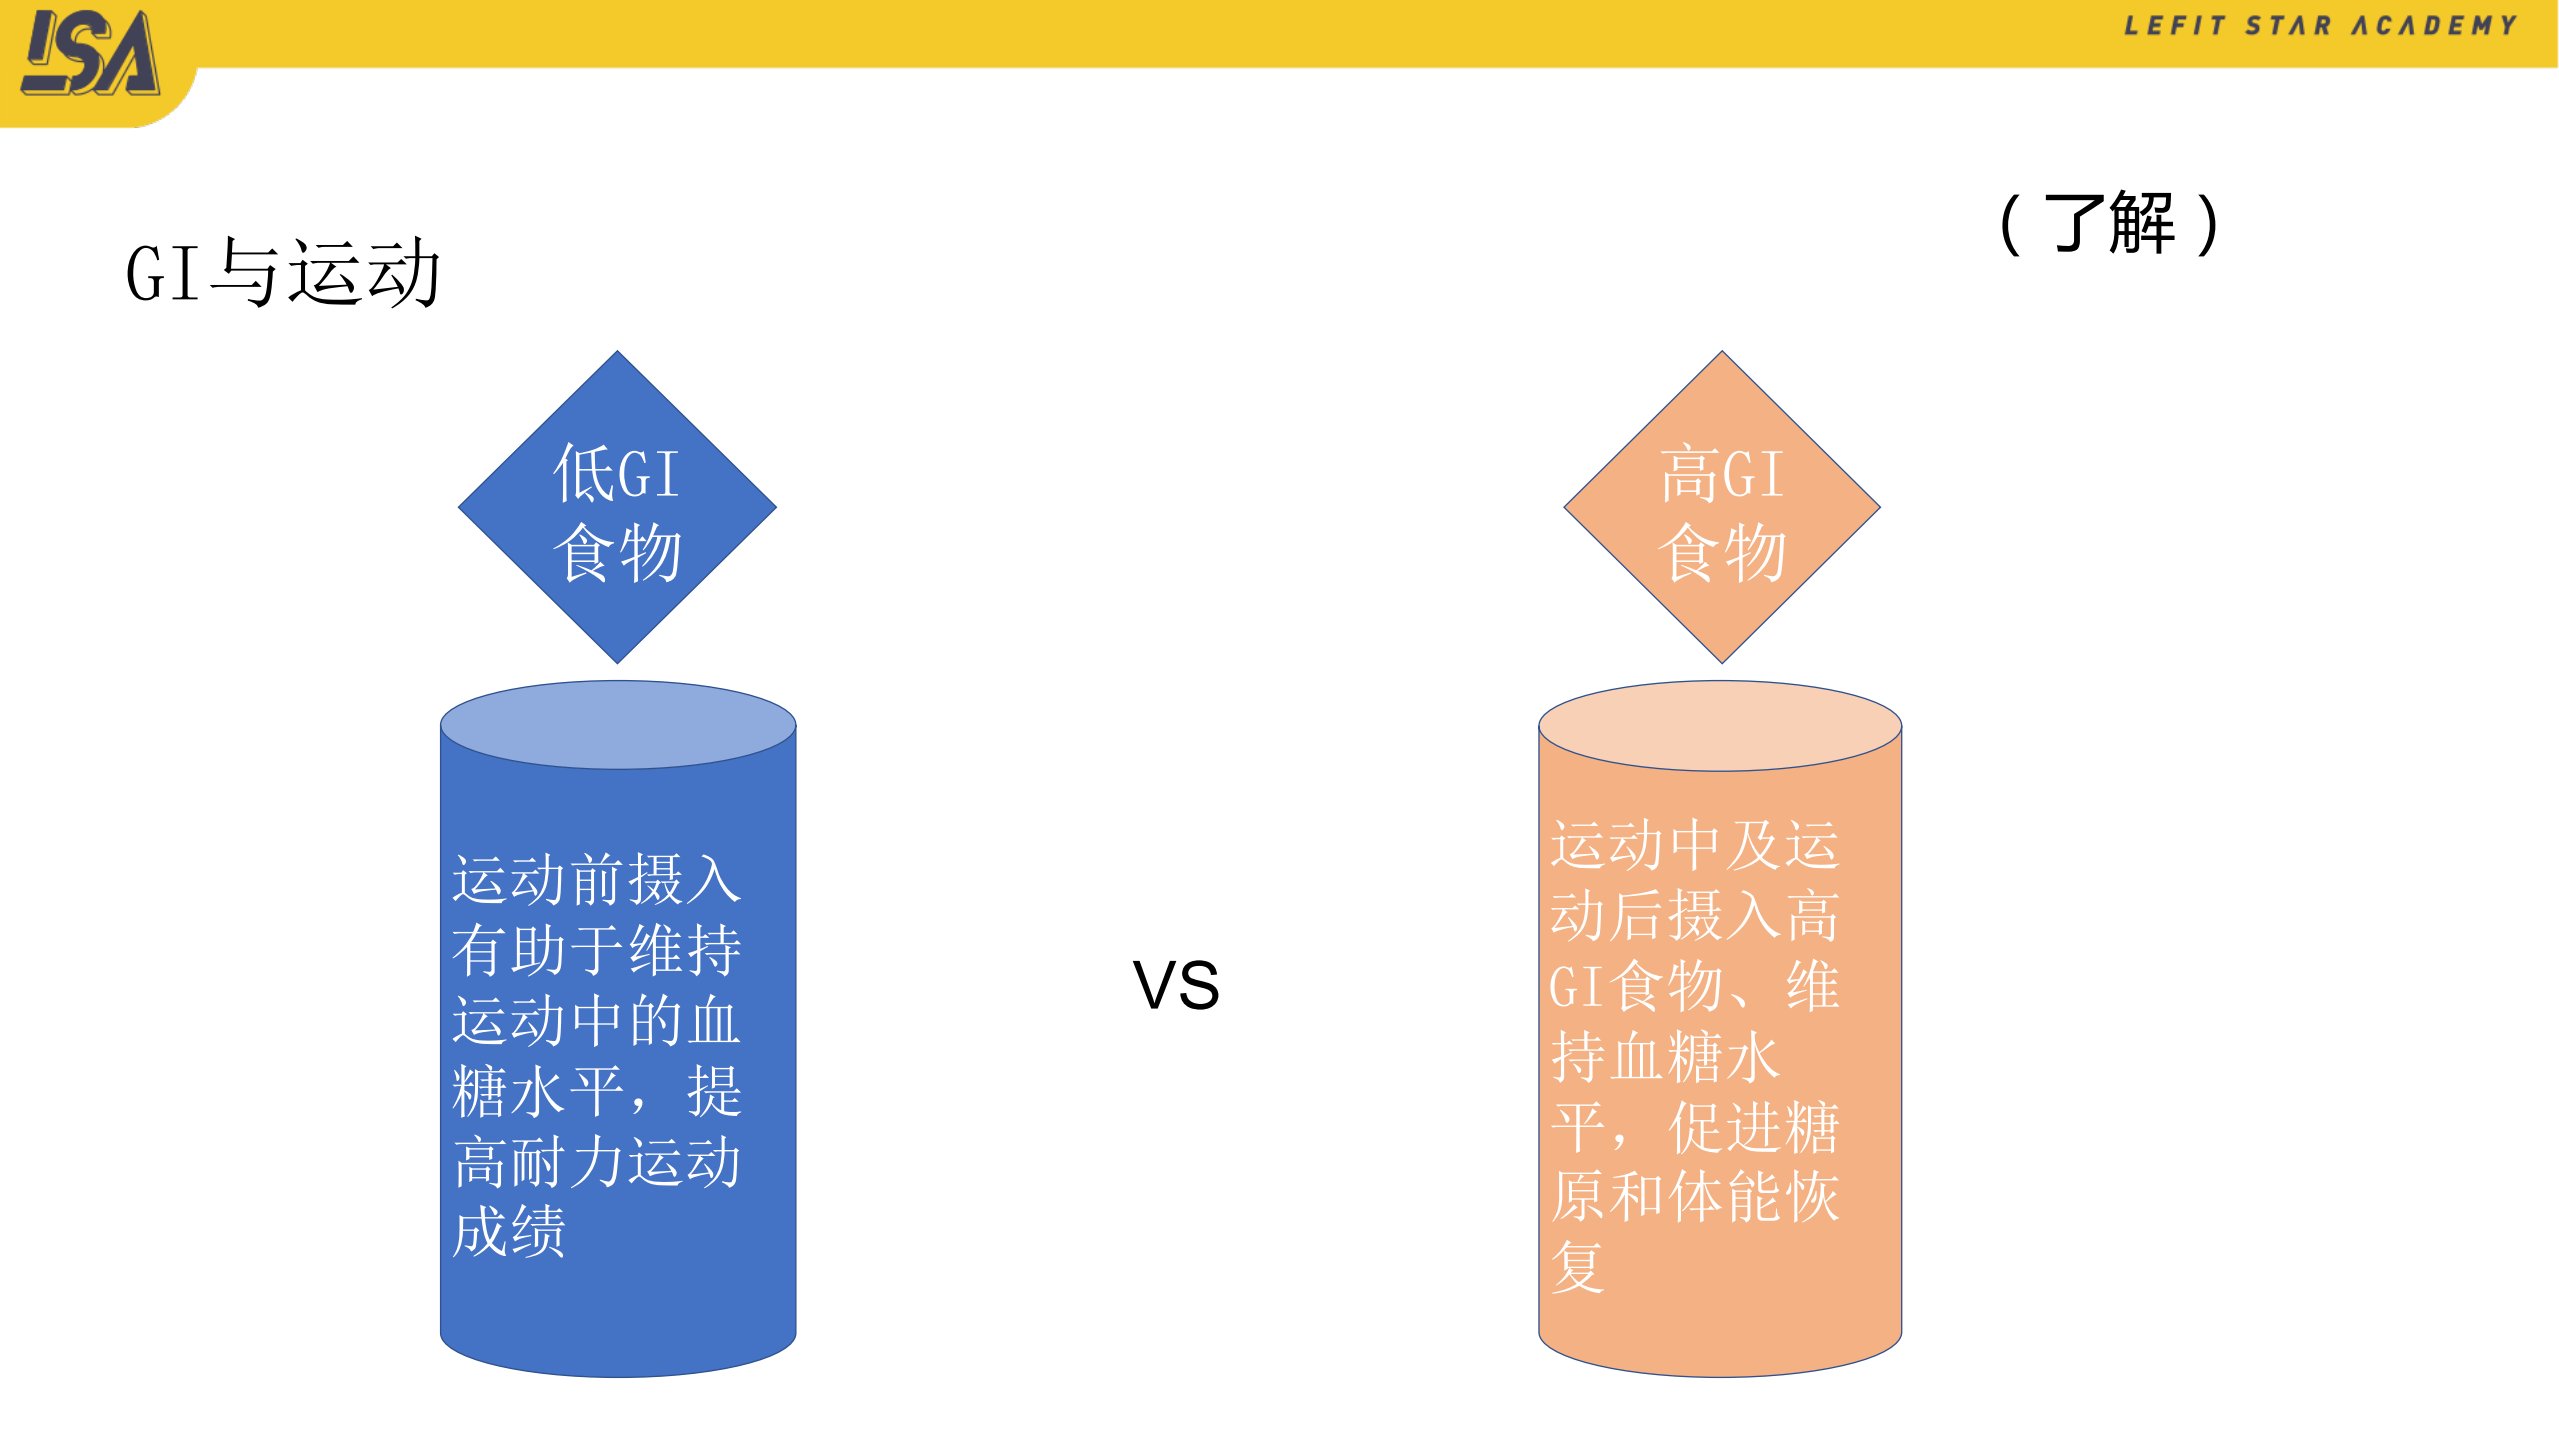 LSA
LEFIT STAR ACADEMY
（了解）
GI与运动
低GI
食物
高GI
食物
运动前摄入
有助于维持
运动中的血
糖水平，提
高耐力运动
成绩
VS
运动中及运
动后摄入高
GI食物、维
持血糖水
平，促进糖
原和体能恢
复